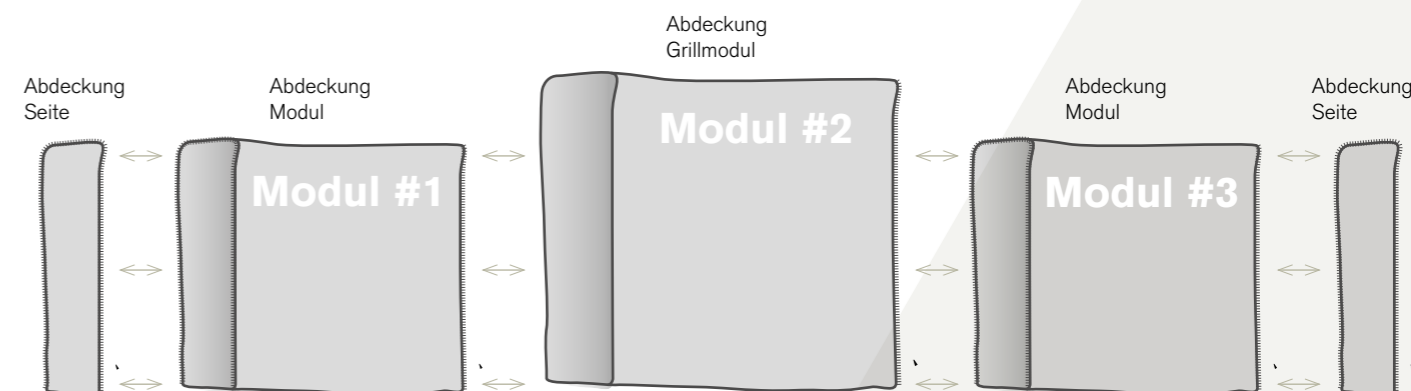 Abdeckung
Grillmodul
Abdeckung
Seite
Abdeckung
Modul
Abdeckung
Modul
Abdeckung
Seite
Modul #2
Modul #1
Modul #3